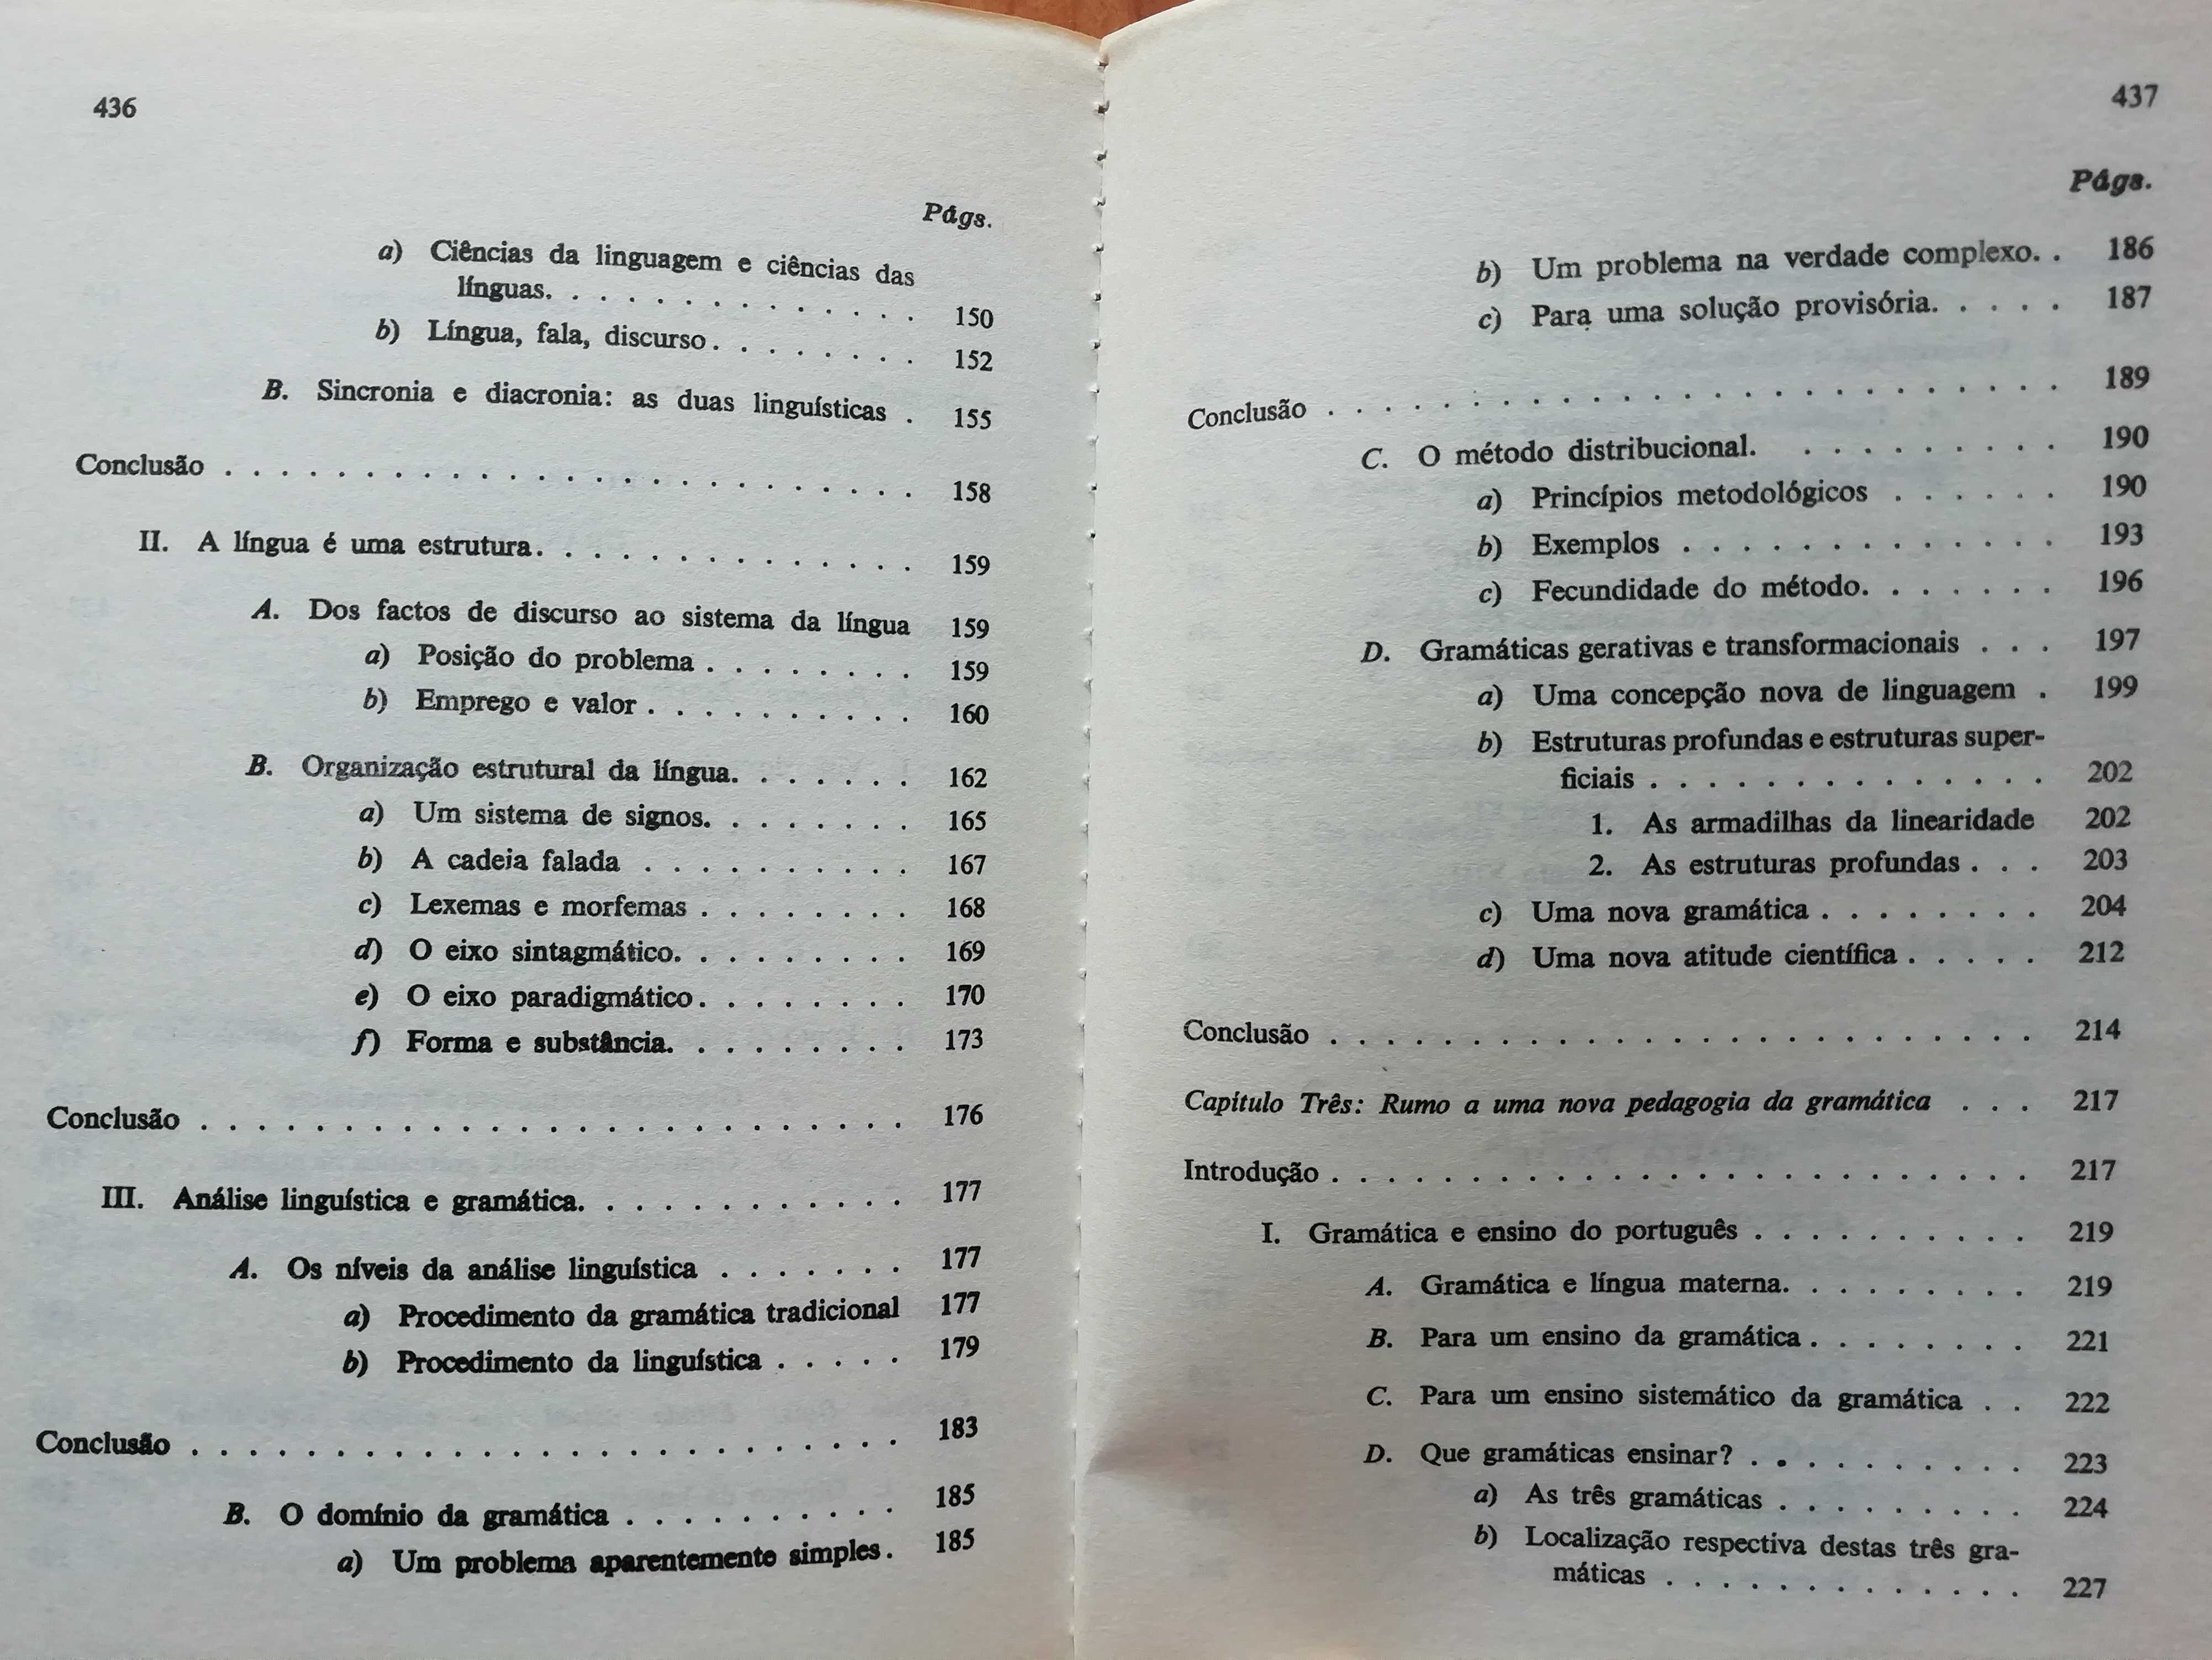 436
Págs.
a) Ciências da linguagem e ciências das
línguas. . . . . . . . . . . . . . 150
b) Língua, fala, discurso . . . . . . . . 152
B. Sincronia e diacronia: as duas linguísticas . 155
Conclusão . . . . . . . . . . . . . . . . . . . . . . . . . 158
II. A língua é uma estrutura. . . . . . . . . . . . . . 159
A. Dos factos de discurso ao sistema da língua 159
a) Posição do problema . . . . . . . . 159
b) Emprego e valor . . . . . . . . . . 160
B. Organização estrutural da língua. . . . . . . 162
a) Um sistema de signos. . . . . . . . 165
b) A cadeia falada . . . . . . . . . . 167
c) Lexemas e morfemas . . . . . . . . 168
d) O eixo sintagmático. . . . . . . . . 169
e) O eixo paradigmático . . . . . . . . 170
f) Forma e substância. . . . . . . . . 173
Conclusão . . . . . . . . . . . . . . . . . . . . . . . . . 176
III. Análise linguística e gramática. . . . . . . . . . . . 177
A. Os níveis da análise linguística . . . . . . . 177
a) Procedimento da gramática tradicional 177
b) Procedimento da linguística . . . . . 179
Conclusão . . . . . . . . . . . . . . . . . . . . . . . . . 183
B. O domínio da gramática . . . . . . . . . . 185
a) Um problema aparentemente simples . 185
437
Págs.
b) Um problema na verdade complexo. . 186
c) Para uma solução provisória. . . . . 187
Conclusão . . . . . . . . . . . . . . . . . . . . . . . . . 189
C. O método distribucional. . . . . . . . . . 190
a) Princípios metodológicos . . . . . . 190
b) Exemplos . . . . . . . . . . . . . 193
c) Fecundidade do método. . . . . . . 196
D. Gramáticas gerativas e transformacionais . . . 197
a) Uma concepção nova de linguagem . 199
b) Estruturas profundas e estruturas super-
ficiais . . . . . . . . . . . . . . 202
1. As armadilhas da linearidade 202
2. As estruturas profundas . . . 203
c) Uma nova gramática . . . . . . . . 204
d) Uma nova atitude científica . . . . . 212
Conclusão . . . . . . . . . . . . . . . . . . . . . . . . . 214
Capítulo Três: Rumo a uma nova pedagogia da gramática . . . 217
Introdução . . . . . . . . . . . . . . . . . . . . . . . . . 217
I. Gramática e ensino do português . . . . . . . . . . 219
A. Gramática e língua materna. . . . . . . . . 219
B. Para um ensino da gramática . . . . . . . . 221
C. Para um ensino sistemático da gramática . . 222
D. Que gramáticas ensinar? . . . . . . . . . . 223
a) As três gramáticas . . . . . . . . . 224
b) Localização respectiva destas três gra-
máticas . . . . . . . . . . . . . 227